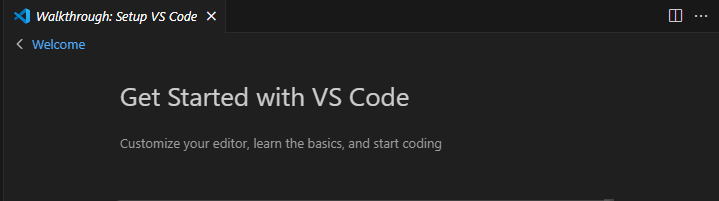 Walkthrough: Setup VS Code
Welcome
Get Started with VS Code
Customize your editor, learn the basics, and start coding